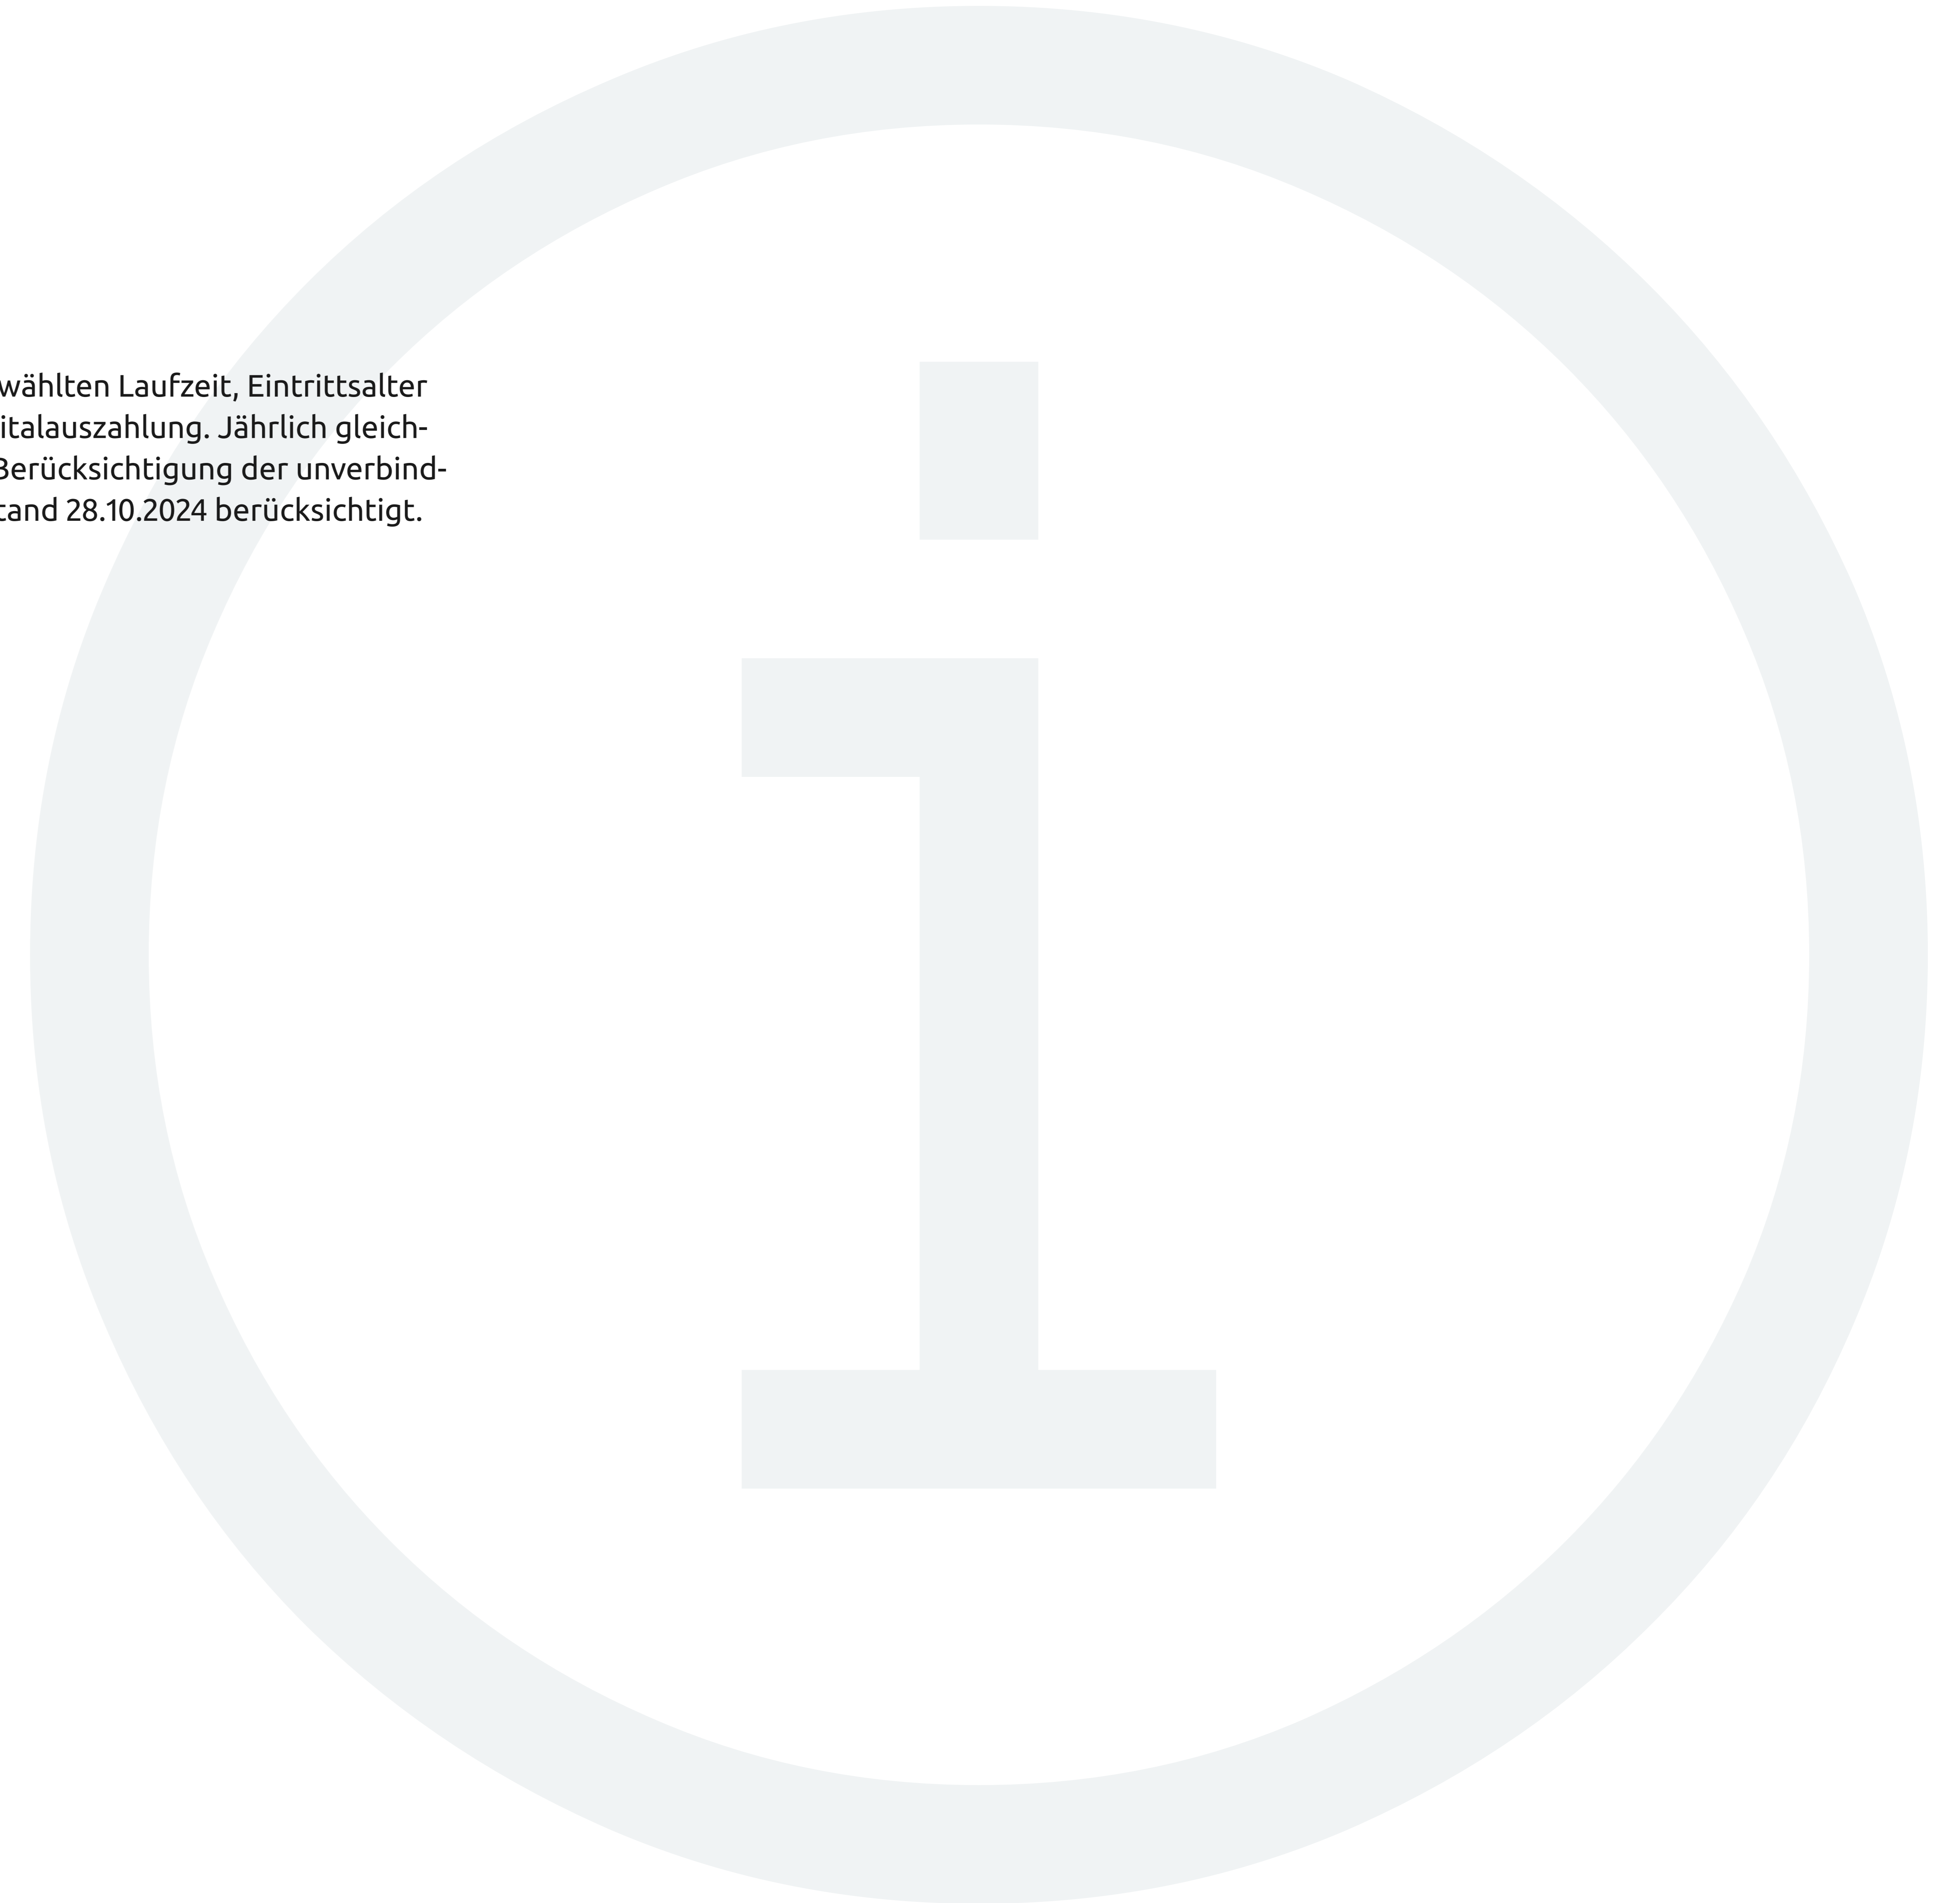 wählten Laufzeit, Eintrittsalter
italauszahlung. Jährlich gleich-
Berücksichtigung der unverbind-
tand 28.10.2024 berücksichtigt.